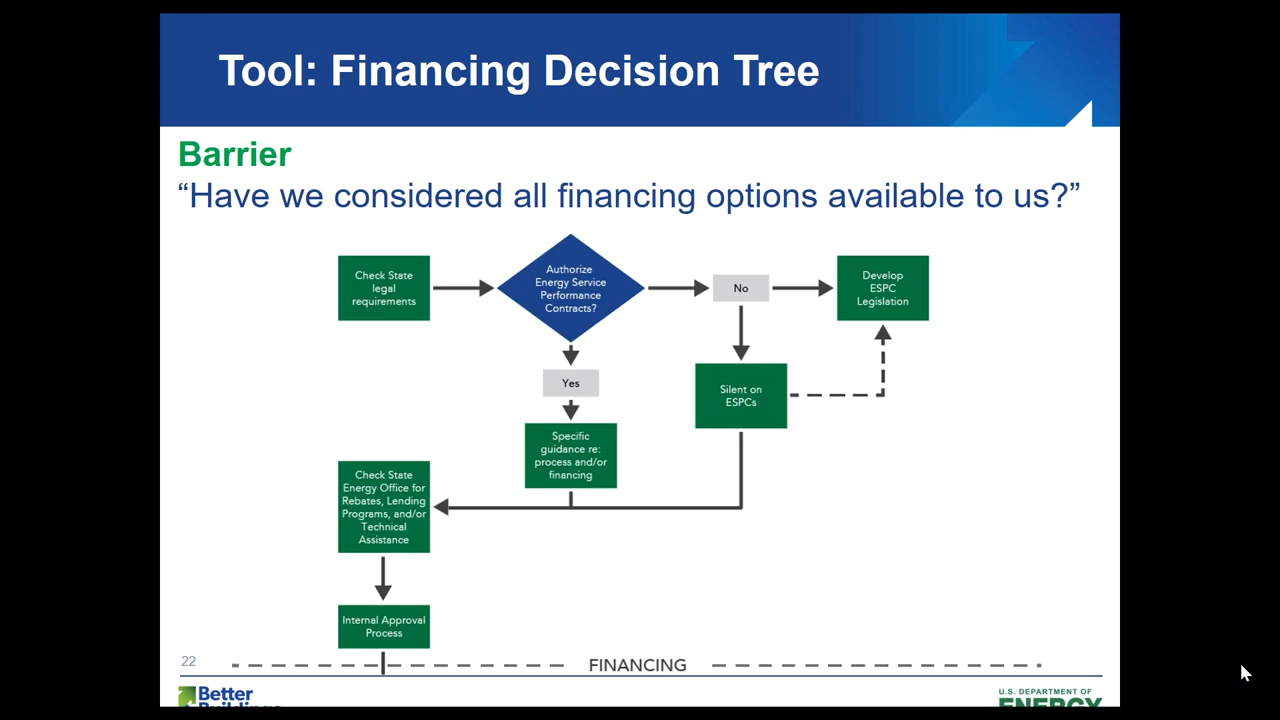 Tool: Financing Decision Tree
Barrier
“Have we considered all financing options available to us?”
Check State
legal
requirements
Authorize
Energy Service
Performance
Contracts?
No
Develop
ESPC
Legislation
Yes
Silent on
ESPCs
Specific
guidance re:
process and/or
financing
Check State
Energy Office for
Rebates, Lending
Programs, and/or
Technical
Assistance
Internal Approval
Process
22
FINANCING
Better
Buildings
U.S. DEPARTMENT OF
ENERGY